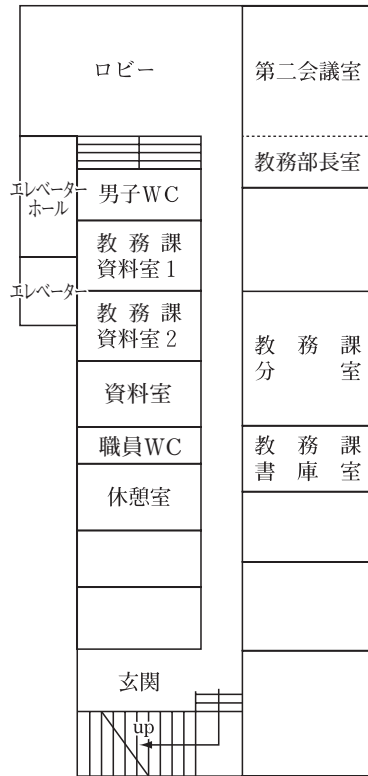 ロビー
第二会議室
教務部長室
エレベーター
ホール
男子WC
教務課
資料室1
エレベーター
教務課
資料室2
教務課
分室
資料室
職員WC
教務課
書庫室
休憩室
玄関
up